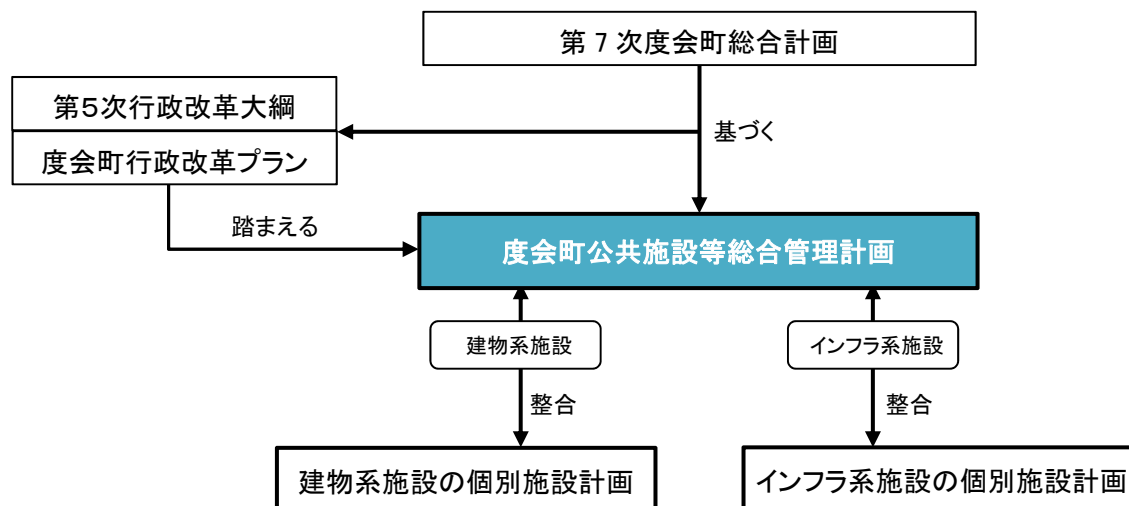 第7次度会町総合計画
第5次行政改革大綱
度会町行政改革プラン
基づく
踏まえる
度会町公共施設等総合管理計画
建物系施設
インフラ系施設
整合
整合
建物系施設の個別施設計画
インフラ系施設の個別施設計画